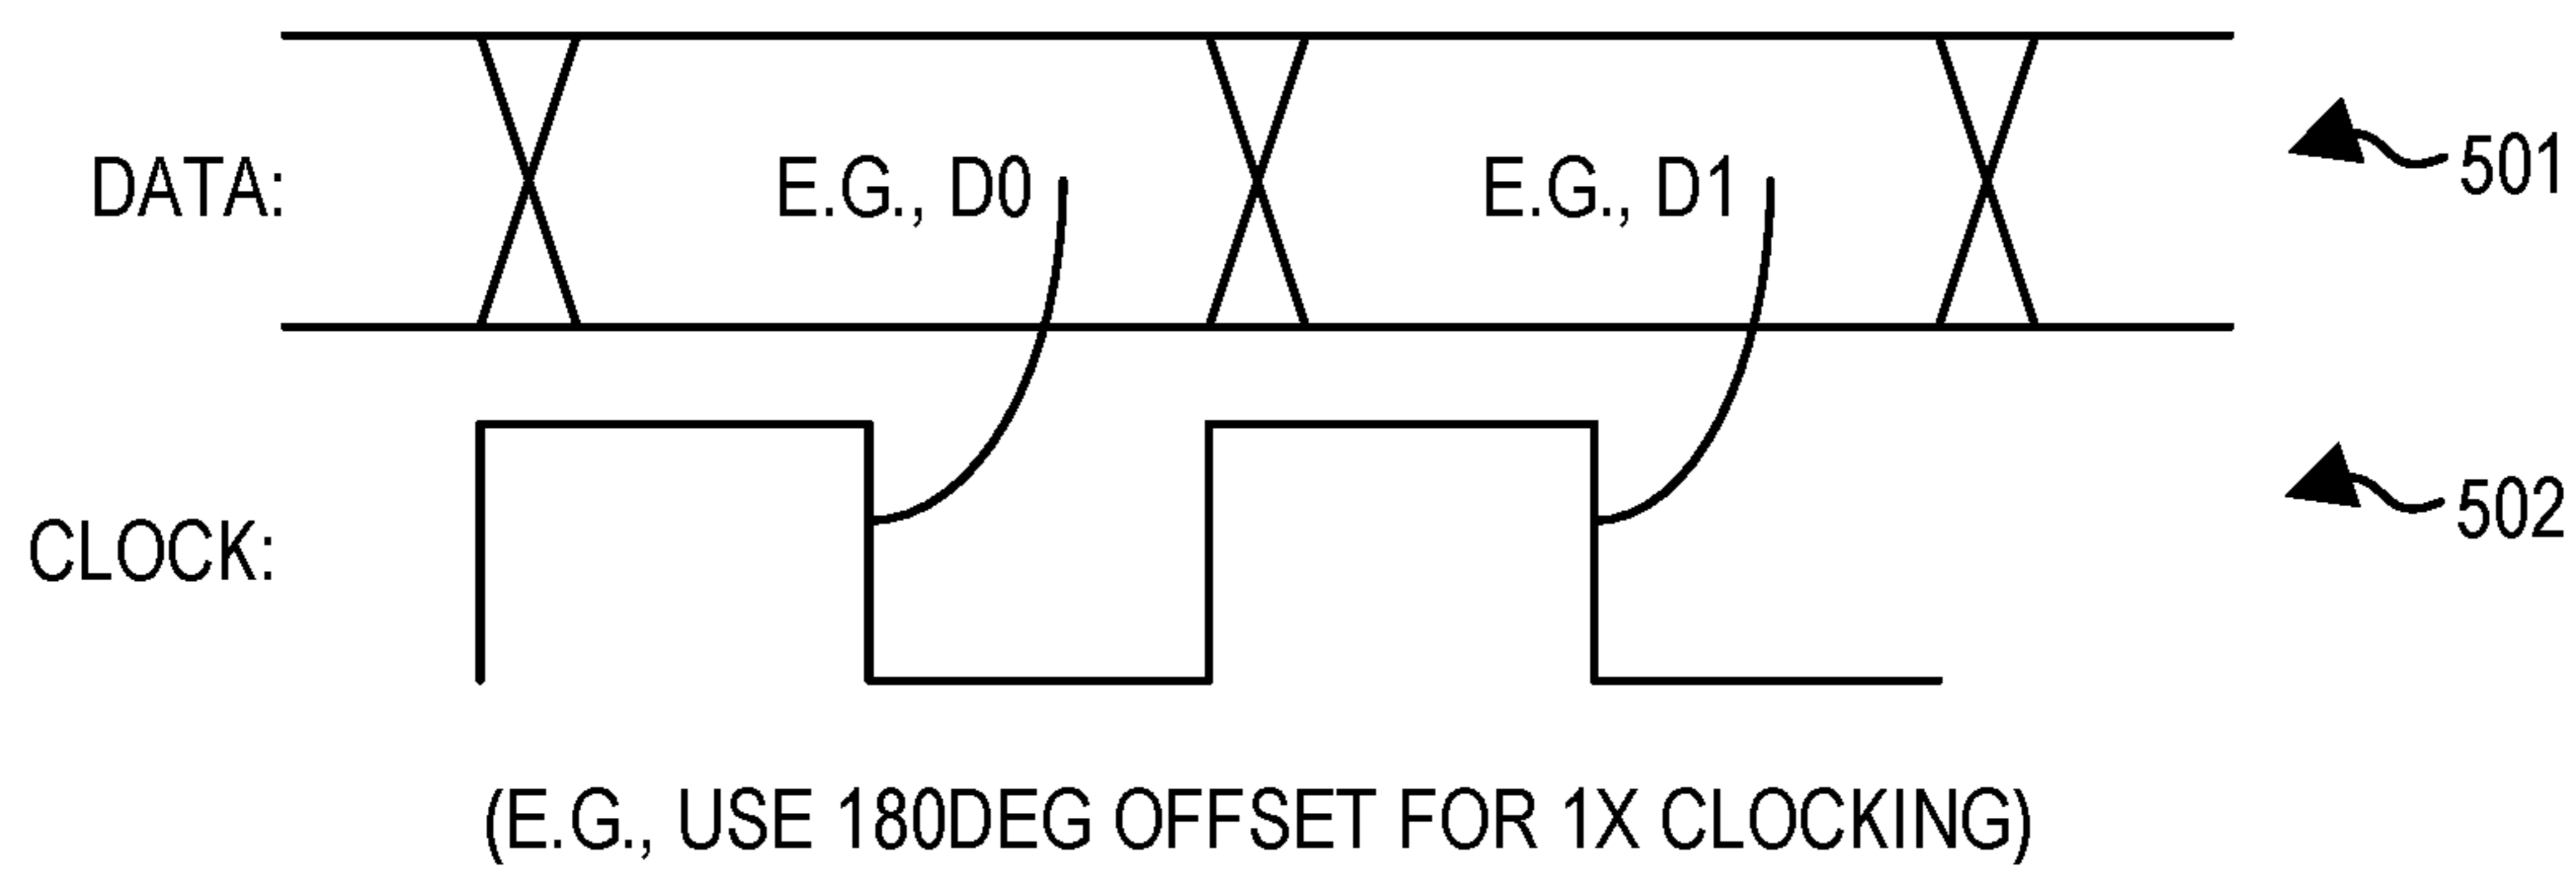 DATA: E.G., D0 E.G., D1 501
CLOCK: 502
(E.G., USE 180DEG OFFSET FOR 1X CLOCKING)